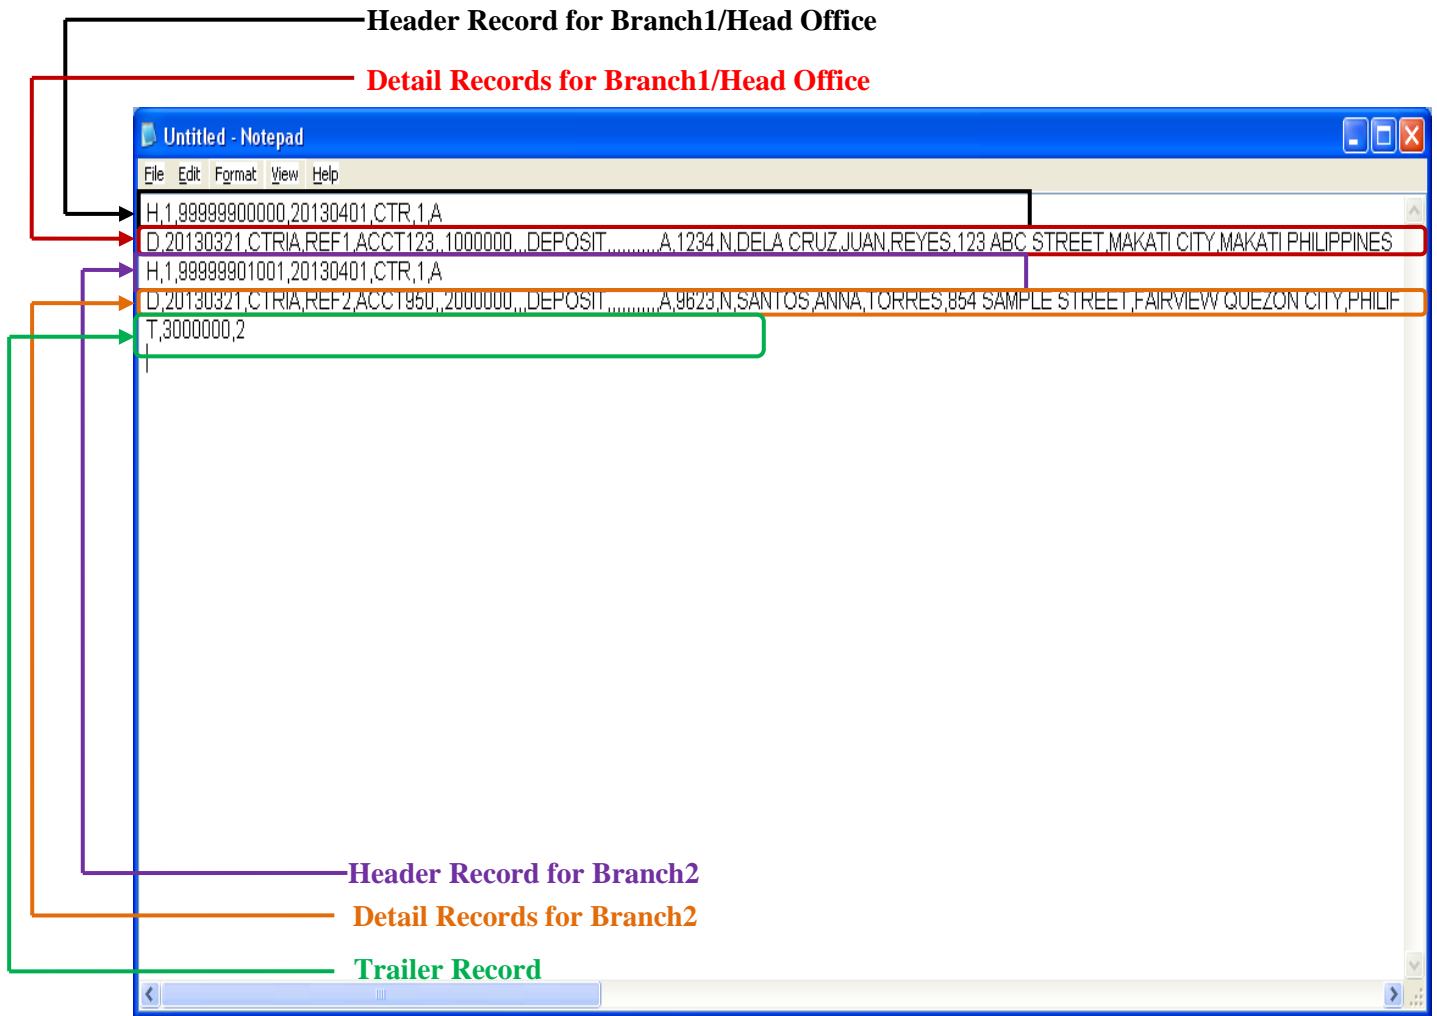 Header Record for Branch1/Head Office
Detail Records for Branch1/Head Office
Untitled - Notepad
File Edit Format View Help
H,1,99999900000,20130401,CTR,1,A
D,20130321,CTRIA,REF1,ACCT123,,1000000,,,DEPOSIT,,,,,,,,,,A,1234,N,DELA CRUZ,JUAN,REYES,123 ABC STREET,MAKATI CITY,MAKATI PHILIPPINES
H,1,99999901001,20130401,CTR,1,A
D,20130321,CTRIA,REF2,ACCT950,,2000000,,,DEPOSIT,,,,,,,,,,A,9623,N,SANTOS,ANNA,TORRES,854 SAMPLE STREET,FAIRVIEW QUEZON CITY,PHILIF
T,3000000,2
Header Record for Branch2
Detail Records for Branch2
Trailer Record